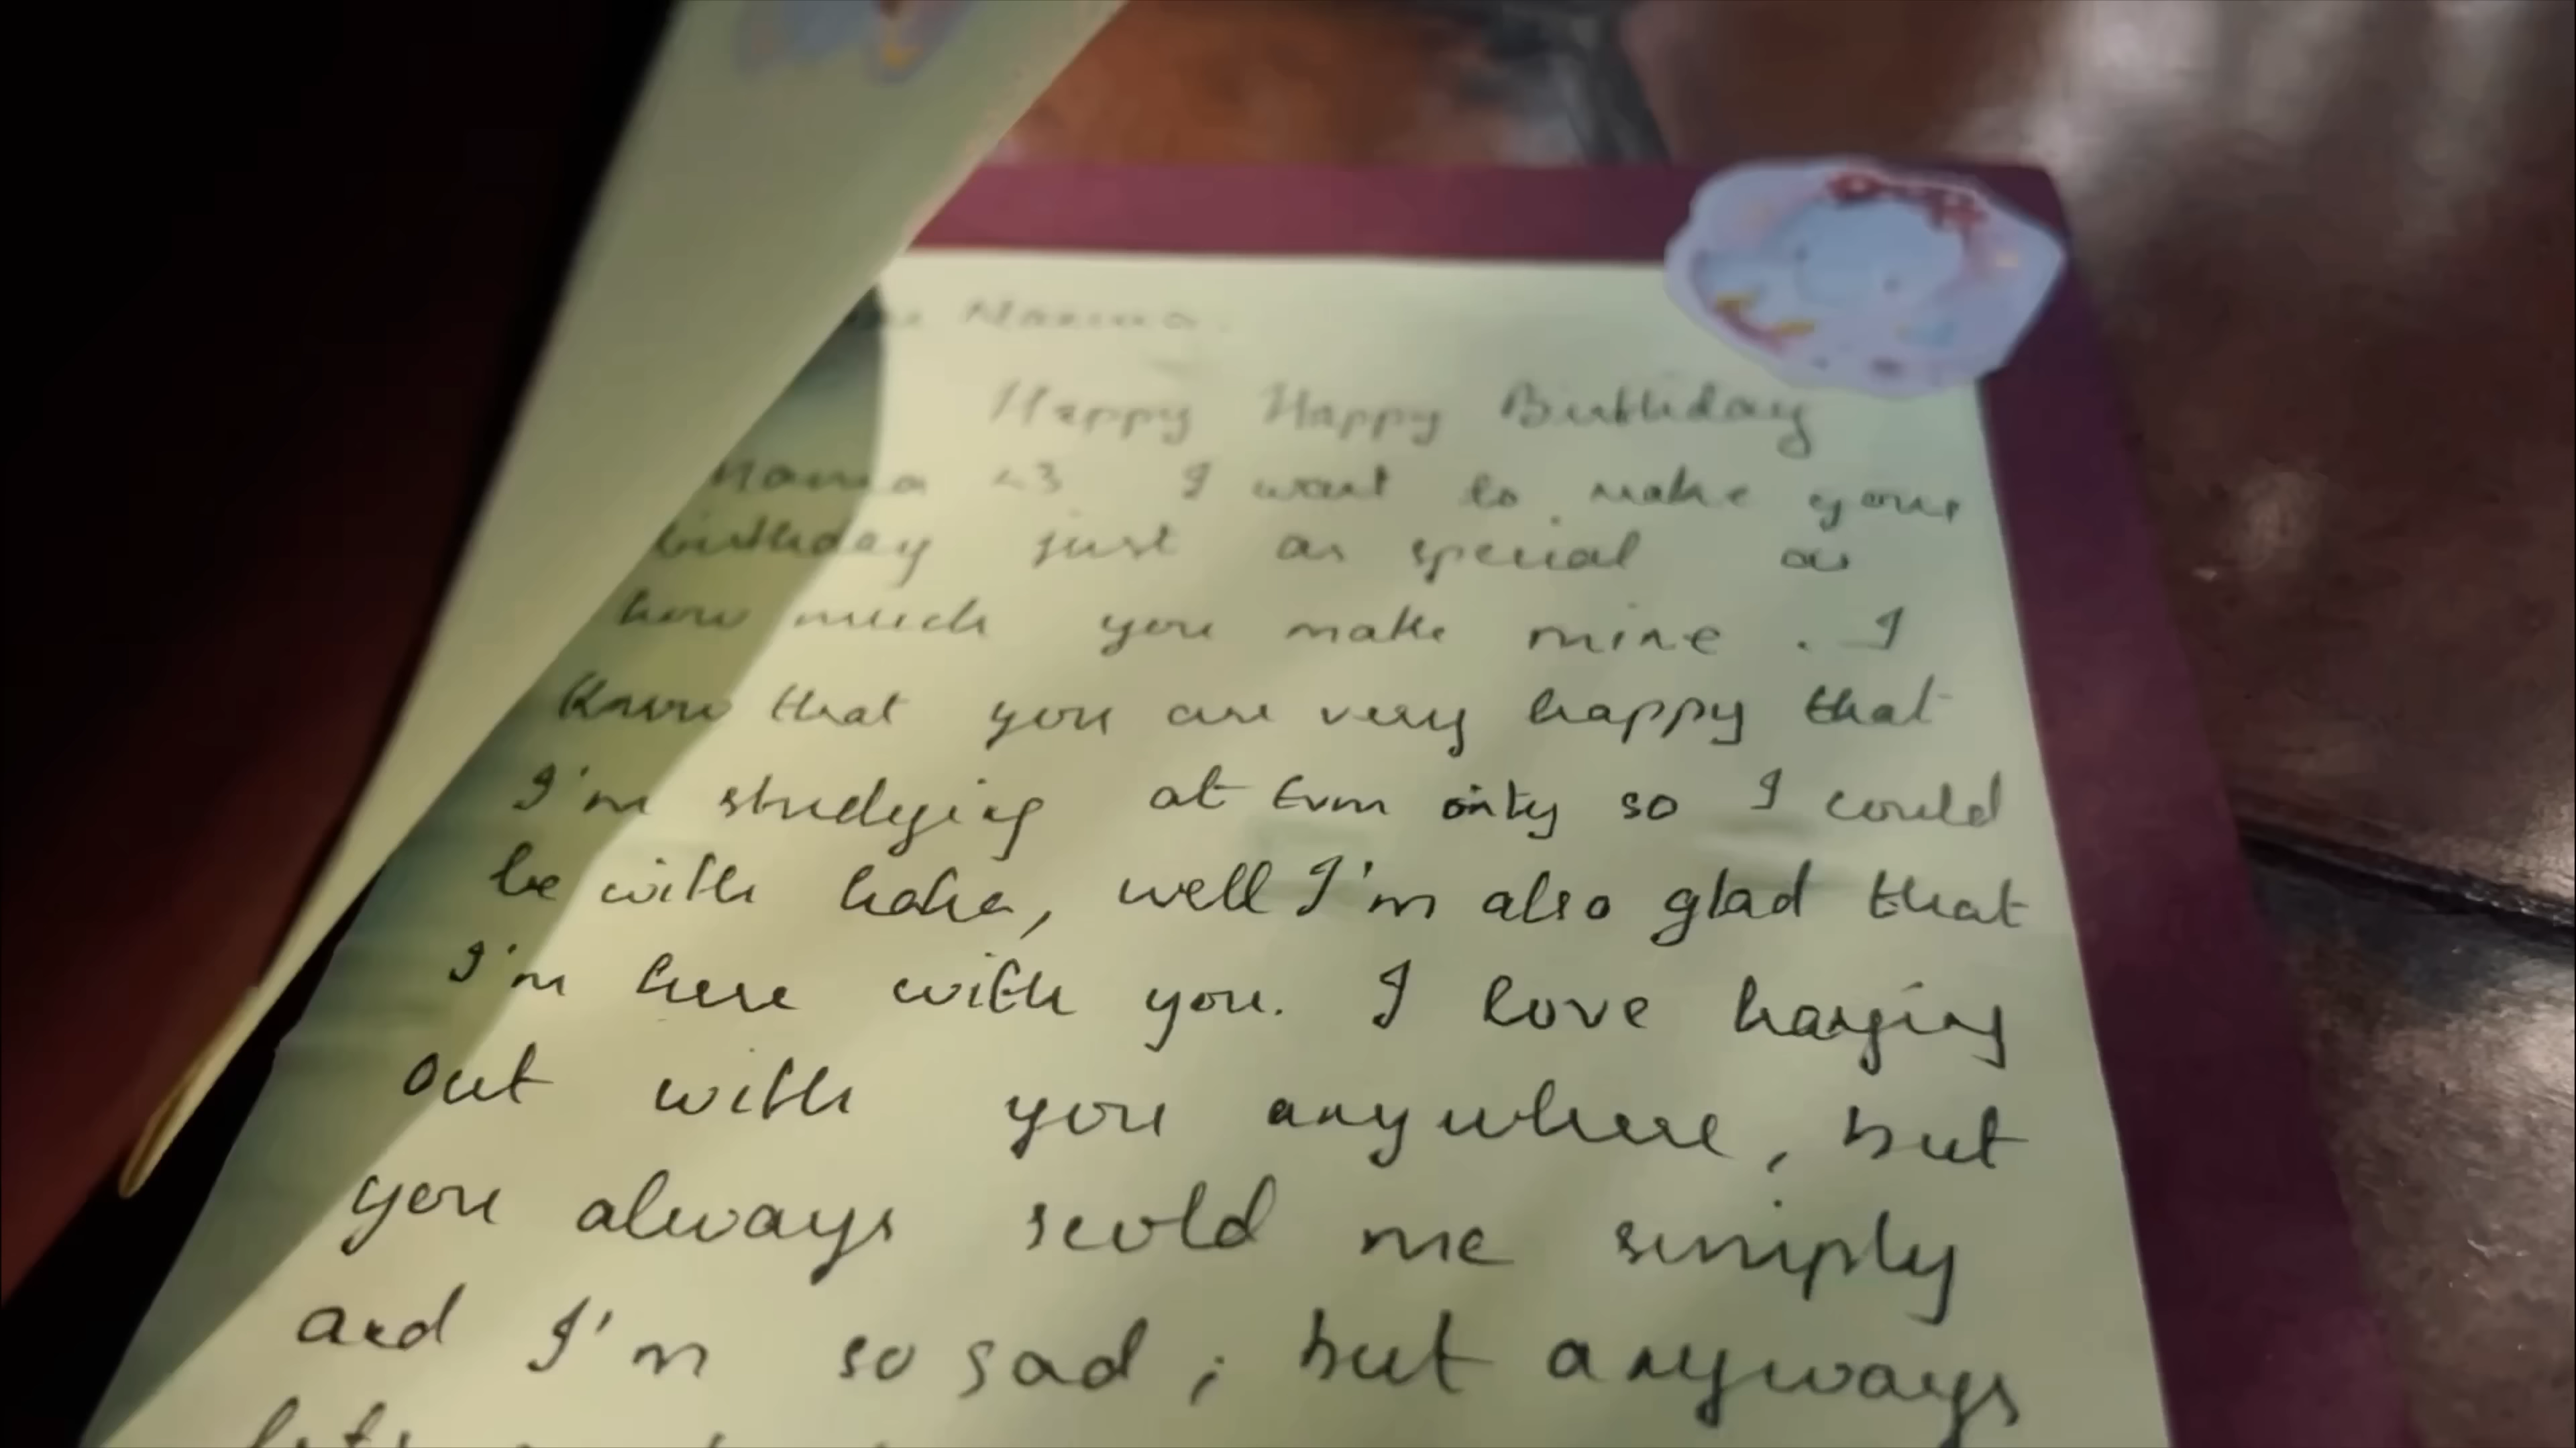 Happy Happy Birthday
<3 I want to make your
birthday just as special as
how much you make mine. I
know that you are very happy that
I'm studying at only so I could
be with haha, well I'm also glad that
I'm here with you. I love hanging
out with you anywhere, but
you always scold me simply
and I'm so sad; but anyways